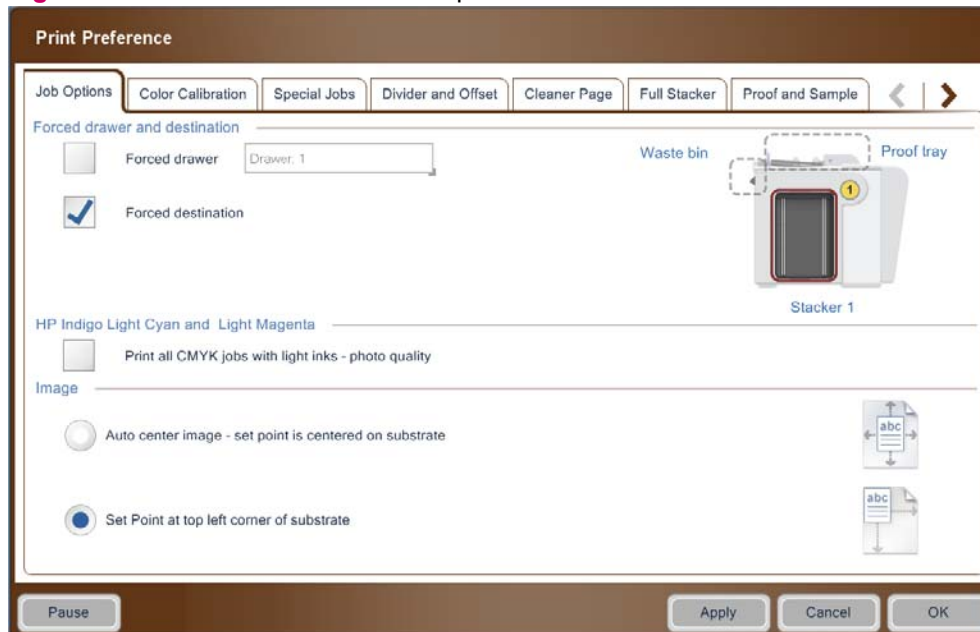 Print Preference
Job Options Color Calibration Special Jobs Divider and Offset Cleaner Page Full Stacker Proof and Sample
Forced drawer and destination
Forced drawer Drawer: 1
Waste bin Proof tray
1
Forced destination
Stacker 1
HP Indigo Light Cyan and Light Magenta
Print all CMYK jobs with light inks - photo quality
Image
Auto center image - set point is centered on substrate
abc
Set Point at top left corner of substrate
abc
Pause Apply Cancel OK